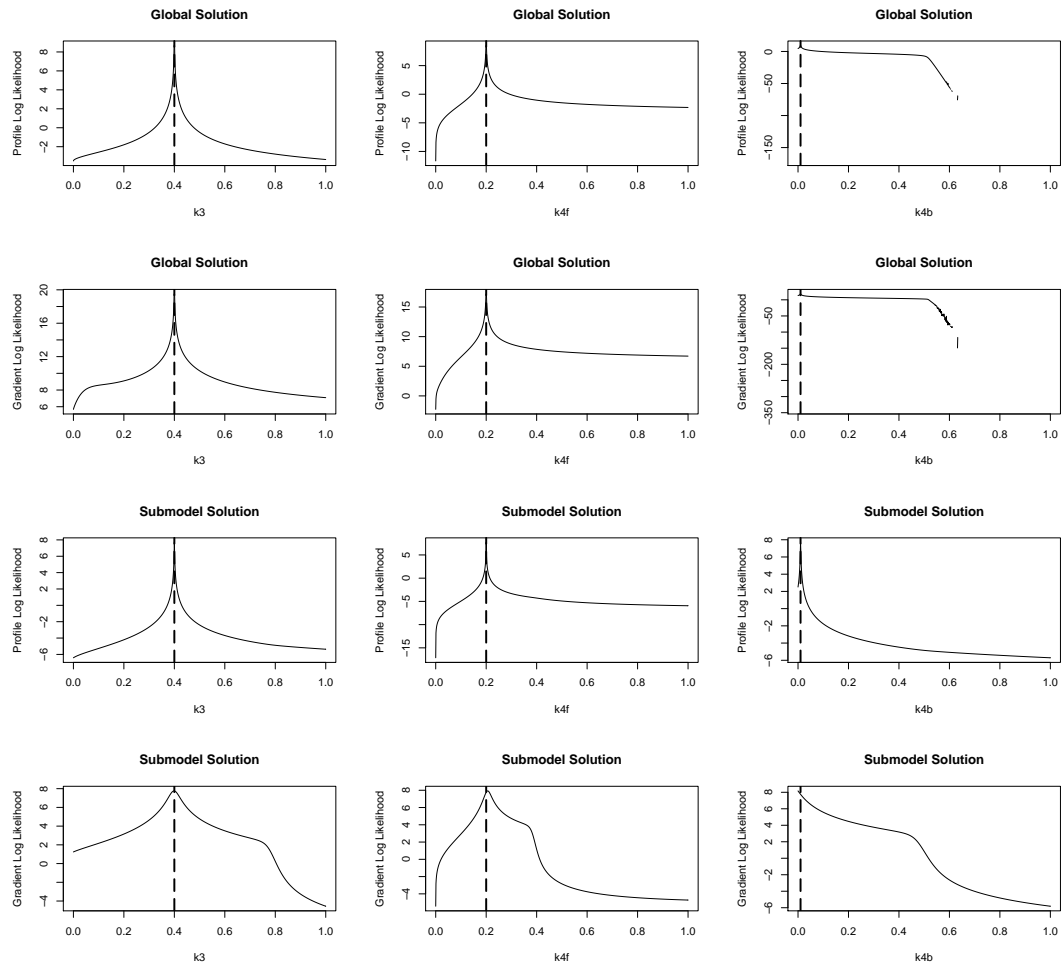 Global Solution
Profile Log Likelihood
8
6
4
2
0
−2
0.0 0.2 0.4 0.6 0.8 1.0
k3
Global Solution
Profile Log Likelihood
5
0
−5
−10
0.0 0.2 0.4 0.6 0.8 1.0
k4f
Global Solution
Profile Log Likelihood
0
−50
−150
0.0 0.2 0.4 0.6 0.8 1.0
k4b
Global Solution
Gradient Log Likelihood
20
18
16
14
12
10
8
6
0.0 0.2 0.4 0.6 0.8 1.0
k3
Global Solution
Gradient Log Likelihood
15
10
5
0
0.0 0.2 0.4 0.6 0.8 1.0
k4f
Global Solution
Gradient Log Likelihood
−50
−200
−350
0.0 0.2 0.4 0.6 0.8 1.0
k4b
Submodel Solution
Profile Log Likelihood
8
6
4
2
−2
−6
0.0 0.2 0.4 0.6 0.8 1.0
k3
Submodel Solution
Profile Log Likelihood
5
0
−5
−15
0.0 0.2 0.4 0.6 0.8 1.0
k4f
Submodel Solution
Profile Log Likelihood
8
6
4
2
−2
−6
0.0 0.2 0.4 0.6 0.8 1.0
k4b
Submodel Solution
Gradient Log Likelihood
8
6
4
2
0
−4
0.0 0.2 0.4 0.6 0.8 1.0
k3
Submodel Solution
Gradient Log Likelihood
8
6
4
2
0
−4
0.0 0.2 0.4 0.6 0.8 1.0
k4f
Submodel Solution
Gradient Log Likelihood
8
6
4
2
−2
−6
0.0 0.2 0.4 0.6 0.8 1.0
k4b